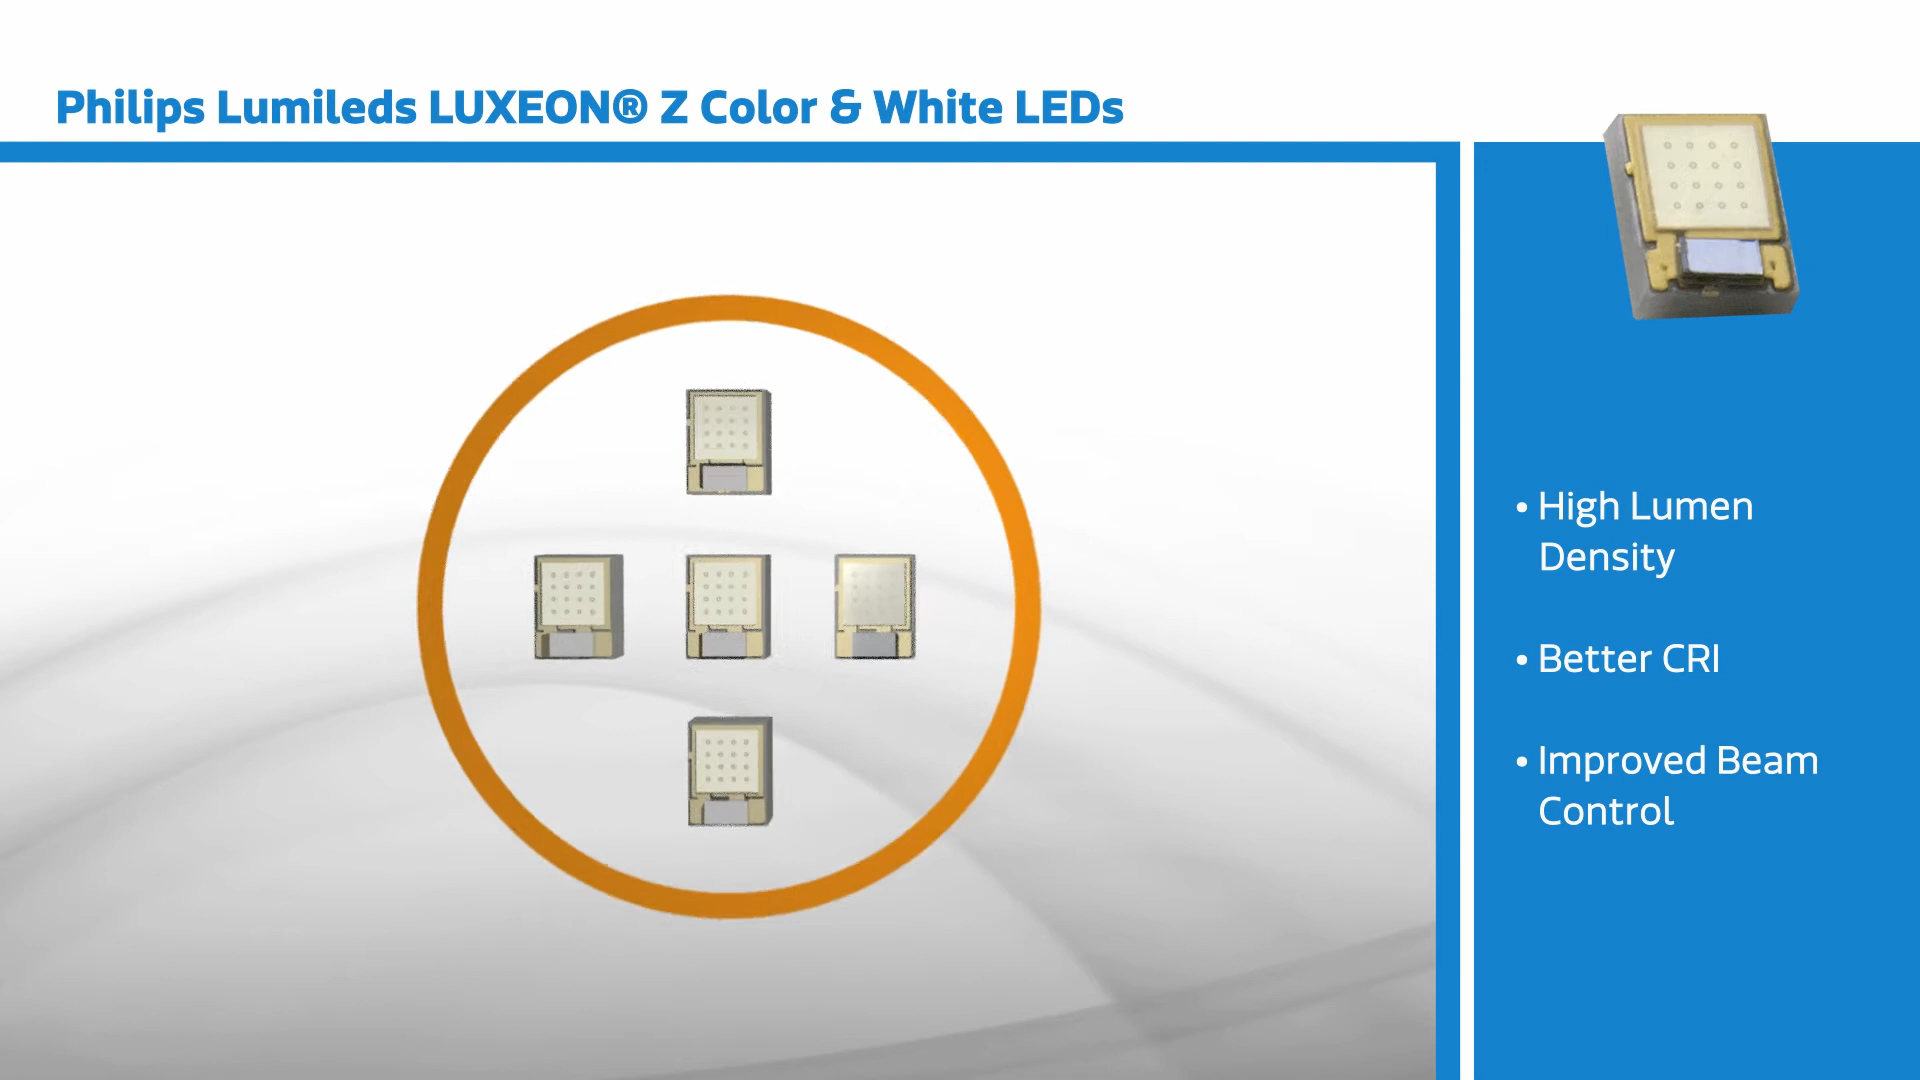 Philips Lumileds LUXEON® Z Color & White LEDs
• High Lumen
Density
• Better CRI
• Improved Beam
Control